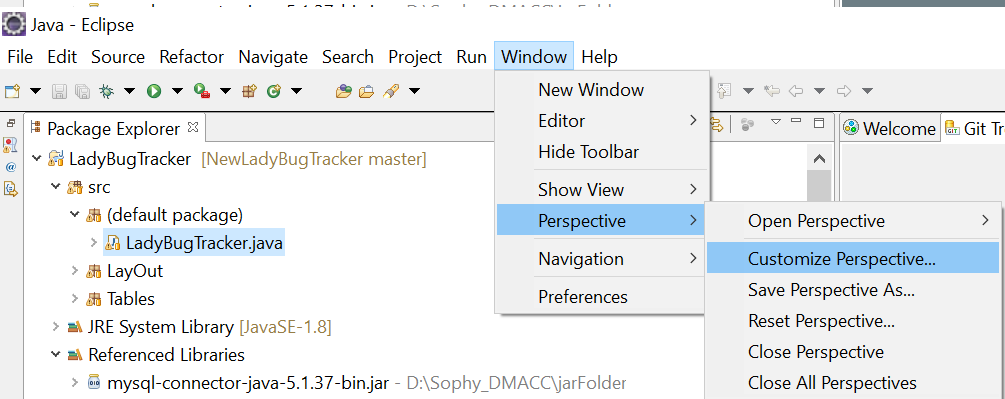 Java - Eclipse
File Edit Source Refactor Navigate Search Project Run Window Help
New Window
Editor
Hide Toolbar
Show View
Perspective
Navigation
Preferences
Open Perspective
Customize Perspective...
Save Perspective As...
Reset Perspective...
Close Perspective
Close All Perspectives
Package Explorer
LadyBugTracker [NewLadyBugTracker master]
src
(default package)
LadyBugTracker.java
LayOut
Tables
JRE System Library [JavaSE-1.8]
Referenced Libraries
mysql-connector-java-5.1.37-bin.jar - D:\Sophy_DMACC\jarFolder
Welcome Git Tr